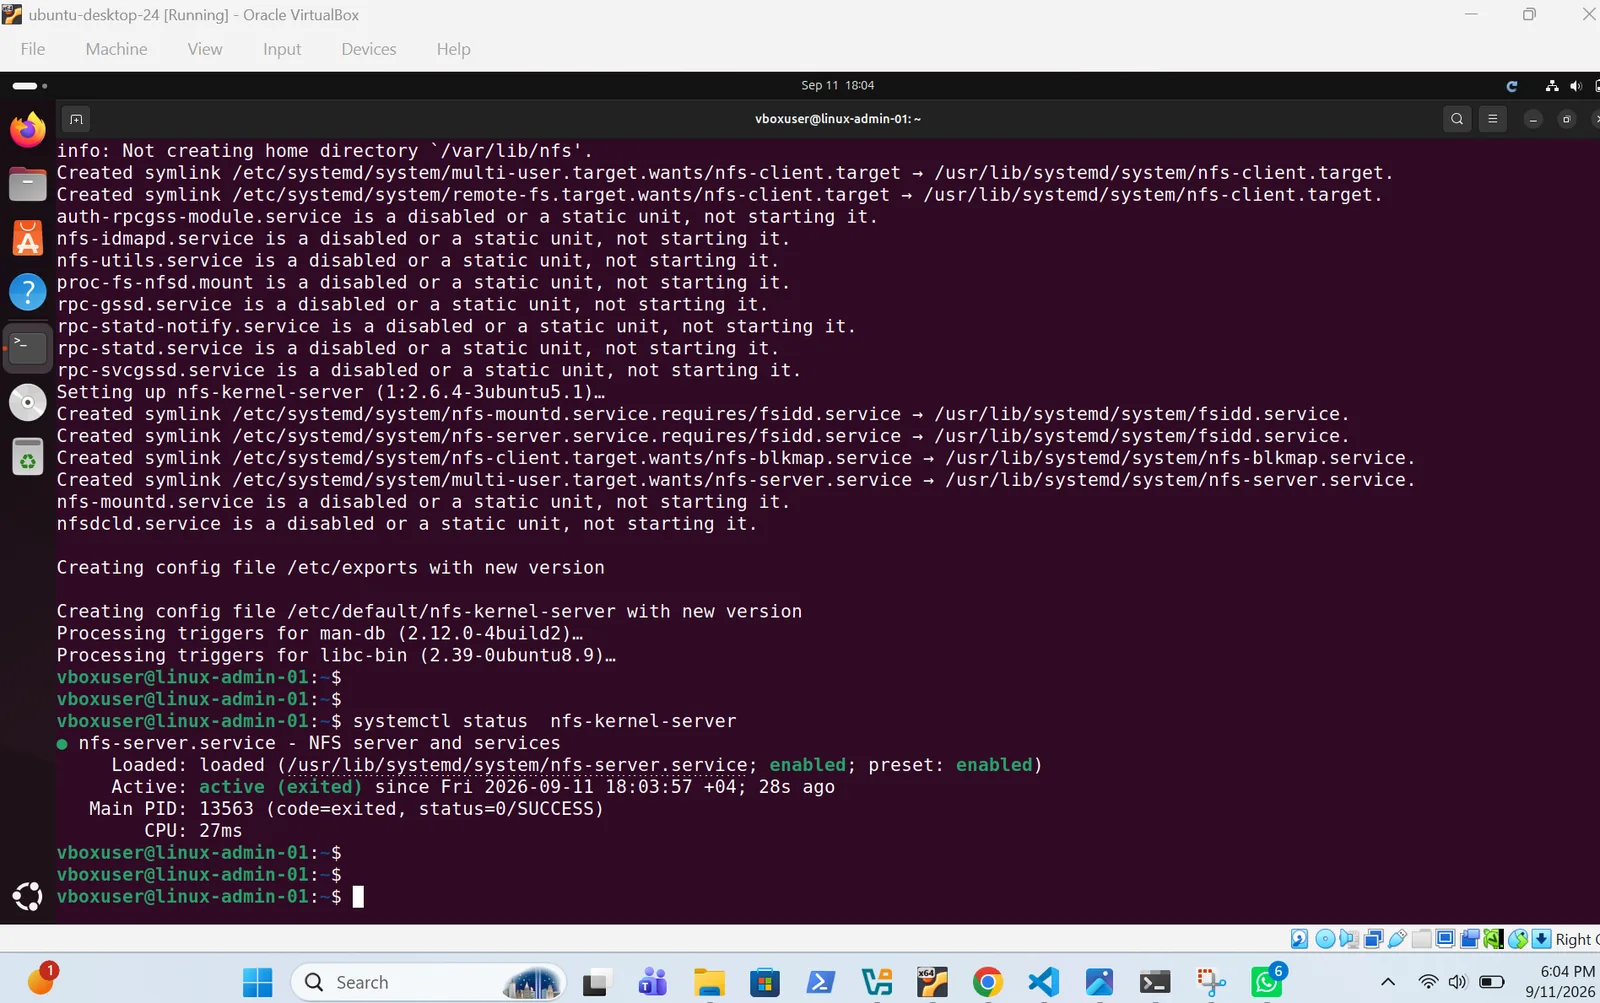 ubuntu-desktop-24 [Running] - Oracle VirtualBox
File Machine View Input Devices Help
Sep 11 18:04
vboxuser@linux-admin-01: ~
info: Not creating home directory `/var/lib/nfs'.
Created symlink /etc/systemd/system/multi-user.target.wants/nfs-client.target → /usr/lib/systemd/system/nfs-client.target.
Created symlink /etc/systemd/system/remote-fs.target.wants/nfs-client.target → /usr/lib/systemd/system/nfs-client.target.
auth-rpcgss-module.service is a disabled or a static unit, not starting it.
nfs-idmapd.service is a disabled or a static unit, not starting it.
nfs-utils.service is a disabled or a static unit, not starting it.
proc-fs-nfsd.mount is a disabled or a static unit, not starting it.
rpc-gssd.service is a disabled or a static unit, not starting it.
rpc-statd-notify.service is a disabled or a static unit, not starting it.
rpc-statd.service is a disabled or a static unit, not starting it.
rpc-svcgssd.service is a disabled or a static unit, not starting it.
Setting up nfs-kernel-server (1:2.6.4-3ubuntu5.1)…
Created symlink /etc/systemd/system/nfs-mountd.service.requires/fsidd.service → /usr/lib/systemd/system/fsidd.service.
Created symlink /etc/systemd/system/nfs-server.service.requires/fsidd.service → /usr/lib/systemd/system/fsidd.service.
Created symlink /etc/systemd/system/nfs-client.target.wants/nfs-blkmap.service → /usr/lib/systemd/system/nfs-blkmap.service.
Created symlink /etc/systemd/system/multi-user.target.wants/nfs-server.service → /usr/lib/systemd/system/nfs-server.service.
nfs-mountd.service is a disabled or a static unit, not starting it.
nfsdcld.service is a disabled or a static unit, not starting it.
Creating config file /etc/exports with new version
Creating config file /etc/default/nfs-kernel-server with new version
Processing triggers for man-db (2.12.0-4build2)…
Processing triggers for libc-bin (2.39-0ubuntu8.9)…
vboxuser@linux-admin-01:~$
vboxuser@linux-admin-01:~$
vboxuser@linux-admin-01:~$ systemctl status  nfs-kernel-server
● nfs-server.service - NFS server and services
Loaded: loaded (/usr/lib/systemd/system/nfs-server.service; enabled; preset: enabled)
Active: active (exited) since Fri 2026-09-11 18:03:57 +04; 28s ago
Main PID: 13563 (code=exited, status=0/SUCCESS)
CPU: 27ms
vboxuser@linux-admin-01:~$
vboxuser@linux-admin-01:~$
vboxuser@linux-admin-01:~$
Right
1
Search
x64
6
6:04 PM
9/11/2026